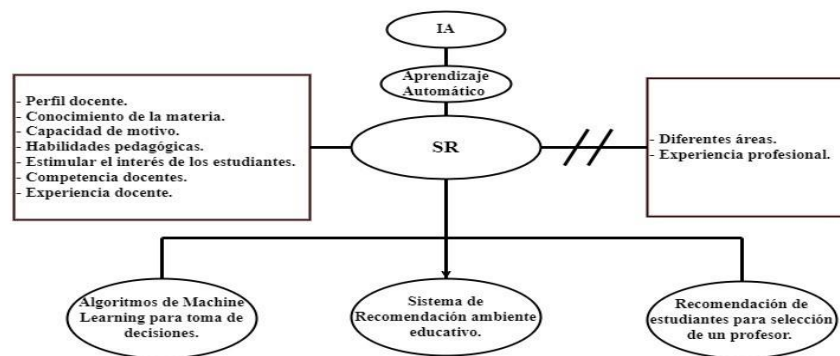 IA
Aprendizaje
Automático
- Perfil docente.
- Conocimiento de la materia.
- Capacidad de motivo.
- Habilidades pedagógicas.
- Estimular el interés de los estudiantes.
- Competencia docentes.
- Experiencia docente.
SR
- Diferentes áreas.
- Experiencia profesional.
Algoritmos de Machine
Learning para toma de
decisiones.
Sistema de
Recomendación ambiente
educativo.
Recomendación de
estudiantes para selección
de un profesor.